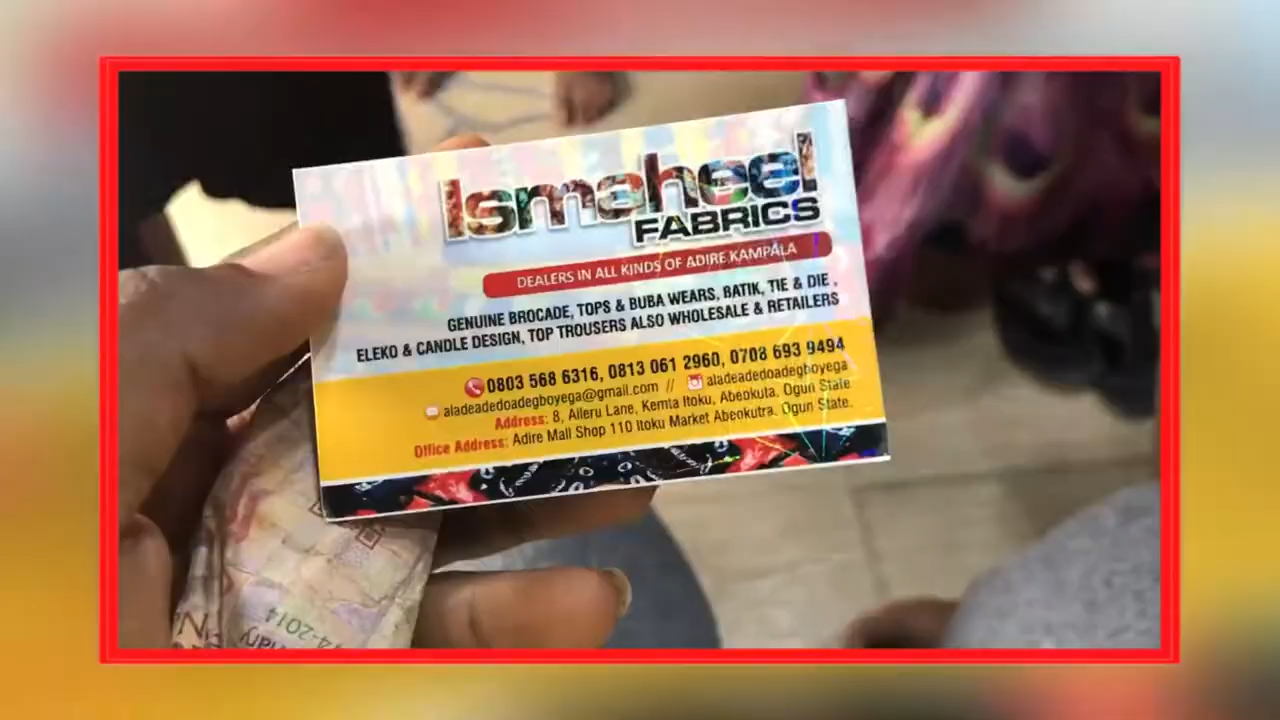 Ismaheel
FABRICS
DEALERS IN ALL KINDS OF ADIRE KAMPALA
GENUINE BROCADE, TOPS & BUBA WEARS, BATIK, TIE & DIE .
ELEKO & CANDLE DESIGN, TOP TROUSERS ALSO WHOLESALE & RETAILERS
0803 568 6316, 0813 061 2960, 0708 693 9494
aladeadedoadegboyega@gmail.com // aladeadedoadegboyega
Address: 8, Aileru Lane, Kemta Itoku, Abeokuta, Ogun State
Office Address: Adire Mall Shop 110 Itoku Market Abeokutra, Ogun State.
4-2014